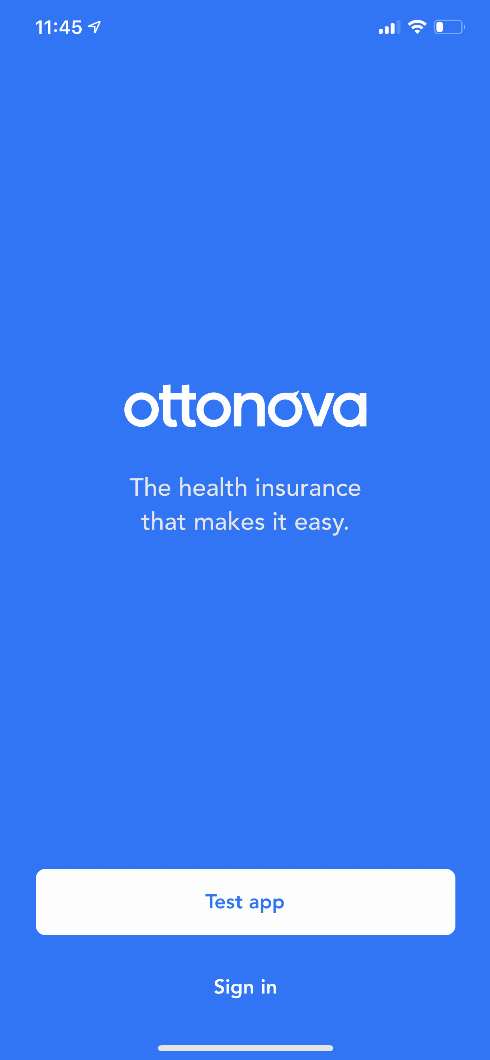 11:45
ottonova
The health insurance
that makes it easy.
Test app
Sign in